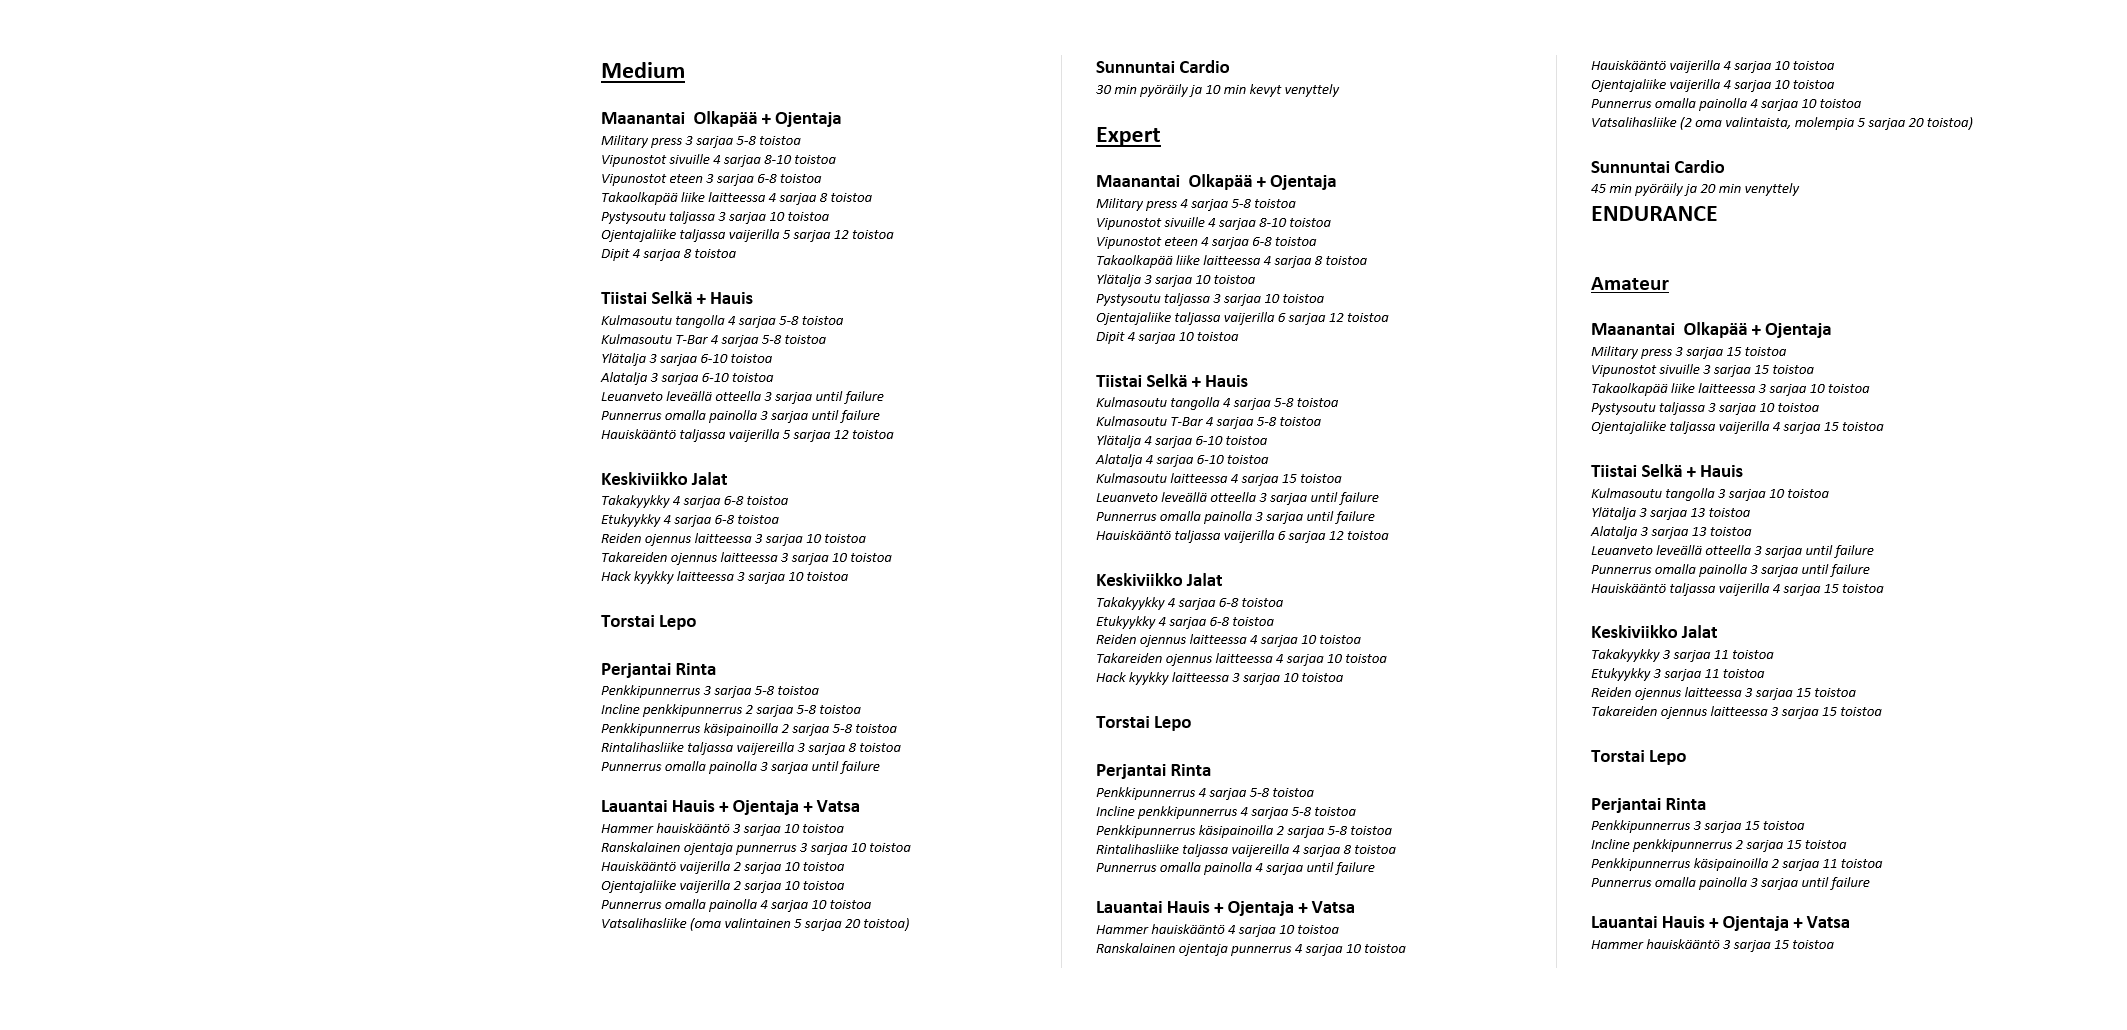 Medium
Maanantai  Olkapää + Ojentaja
Military press 3 sarjaa 5-8 toistoa
Vipunostot sivuille 4 sarjaa 8-10 toistoa
Vipunostot eteen 3 sarjaa 6-8 toistoa
Takaolkapää liike laitteessa 4 sarjaa 8 toistoa
Pystysoutu taljassa 3 sarjaa 10 toistoa
Ojentajaliike taljassa vaijerilla 5 sarjaa 12 toistoa
Dipit 4 sarjaa 8 toistoa
Tiistai Selkä + Hauis
Kulmasoutu tangolla 4 sarjaa 5-8 toistoa
Kulmasoutu T-Bar 4 sarjaa 5-8 toistoa
Ylätalja 3 sarjaa 6-10 toistoa
Alatalja 3 sarjaa 6-10 toistoa
Leuanveto leveällä otteella 3 sarjaa until failure
Punnerrus omalla painolla 3 sarjaa until failure
Hauiskääntö taljassa vaijerilla 5 sarjaa 12 toistoa
Keskiviikko Jalat
Takakyykky 4 sarjaa 6-8 toistoa
Etukyykky 4 sarjaa 6-8 toistoa
Reiden ojennus laitteessa 3 sarjaa 10 toistoa
Takareiden ojennus laitteessa 3 sarjaa 10 toistoa
Hack kyykky laitteessa 3 sarjaa 10 toistoa
Torstai Lepo
Perjantai Rinta
Penkkipunnerrus 3 sarjaa 5-8 toistoa
Incline penkkipunnerrus 2 sarjaa 5-8 toistoa
Penkkipunnerrus käsipainoilla 2 sarjaa 5-8 toistoa
Rintalihasliike taljassa vaijereilla 3 sarjaa 8 toistoa
Punnerrus omalla painolla 3 sarjaa until failure
Lauantai Hauis + Ojentaja + Vatsa
Hammer hauiskääntö 3 sarjaa 10 toistoa
Ranskalainen ojentaja punnerrus 3 sarjaa 10 toistoa
Hauiskääntö vaijerilla 2 sarjaa 10 toistoa
Ojentajaliike vaijerilla 2 sarjaa 10 toistoa
Punnerrus omalla painolla 4 sarjaa 10 toistoa
Vatsalihasliike (oma valintainen 5 sarjaa 20 toistoa)
Sunnuntai Cardio
30 min pyöräily ja 10 min kevyt venyttely
Expert
Maanantai  Olkapää + Ojentaja
Military press 4 sarjaa 5-8 toistoa
Vipunostot sivuille 4 sarjaa 8-10 toistoa
Vipunostot eteen 4 sarjaa 6-8 toistoa
Takaolkapää liike laitteessa 4 sarjaa 8 toistoa
Ylätalja 3 sarjaa 10 toistoa
Pystysoutu taljassa 3 sarjaa 10 toistoa
Ojentajaliike taljassa vaijerilla 6 sarjaa 12 toistoa
Dipit 4 sarjaa 10 toistoa
Tiistai Selkä + Hauis
Kulmasoutu tangolla 4 sarjaa 5-8 toistoa
Kulmasoutu T-Bar 4 sarjaa 5-8 toistoa
Ylätalja 4 sarjaa 6-10 toistoa
Alatalja 4 sarjaa 6-10 toistoa
Kulmasoutu laitteessa 4 sarjaa 15 toistoa
Leuanveto leveällä otteella 3 sarjaa until failure
Punnerrus omalla painolla 3 sarjaa until failure
Hauiskääntö taljassa vaijerilla 6 sarjaa 12 toistoa
Keskiviikko Jalat
Takakyykky 4 sarjaa 6-8 toistoa
Etukyykky 4 sarjaa 6-8 toistoa
Reiden ojennus laitteessa 4 sarjaa 10 toistoa
Takareiden ojennus laitteessa 4 sarjaa 10 toistoa
Hack kyykky laitteessa 3 sarjaa 10 toistoa
Torstai Lepo
Perjantai Rinta
Penkkipunnerrus 4 sarjaa 5-8 toistoa
Incline penkkipunnerrus 4 sarjaa 5-8 toistoa
Penkkipunnerrus käsipainoilla 2 sarjaa 5-8 toistoa
Rintalihasliike taljassa vaijereilla 4 sarjaa 8 toistoa
Punnerrus omalla painolla 4 sarjaa until failure
Lauantai Hauis + Ojentaja + Vatsa
Hammer hauiskääntö 4 sarjaa 10 toistoa
Ranskalainen ojentaja punnerrus 4 sarjaa 10 toistoa
Hauiskääntö vaijerilla 4 sarjaa 10 toistoa
Ojentajaliike vaijerilla 4 sarjaa 10 toistoa
Punnerrus omalla painolla 4 sarjaa 10 toistoa
Vatsalihasliike (2 oma valintaista, molempia 5 sarjaa 20 toistoa)
Sunnuntai Cardio
45 min pyöräily ja 20 min venyttely
ENDURANCE
Amateur
Maanantai  Olkapää + Ojentaja
Military press 3 sarjaa 15 toistoa
Vipunostot sivuille 3 sarjaa 15 toistoa
Takaolkapää liike laitteessa 3 sarjaa 10 toistoa
Pystysoutu taljassa 3 sarjaa 10 toistoa
Ojentajaliike taljassa vaijerilla 4 sarjaa 15 toistoa
Tiistai Selkä + Hauis
Kulmasoutu tangolla 3 sarjaa 10 toistoa
Ylätalja 3 sarjaa 13 toistoa
Alatalja 3 sarjaa 13 toistoa
Leuanveto leveällä otteella 3 sarjaa until failure
Punnerrus omalla painolla 3 sarjaa until failure
Hauiskääntö taljassa vaijerilla 4 sarjaa 15 toistoa
Keskiviikko Jalat
Takakyykky 3 sarjaa 11 toistoa
Etukyykky 3 sarjaa 11 toistoa
Reiden ojennus laitteessa 3 sarjaa 15 toistoa
Takareiden ojennus laitteessa 3 sarjaa 15 toistoa
Torstai Lepo
Perjantai Rinta
Penkkipunnerrus 3 sarjaa 15 toistoa
Incline penkkipunnerrus 2 sarjaa 15 toistoa
Penkkipunnerrus käsipainoilla 2 sarjaa 11 toistoa
Punnerrus omalla painolla 3 sarjaa until failure
Lauantai Hauis + Ojentaja + Vatsa
Hammer hauiskääntö 3 sarjaa 15 toistoa